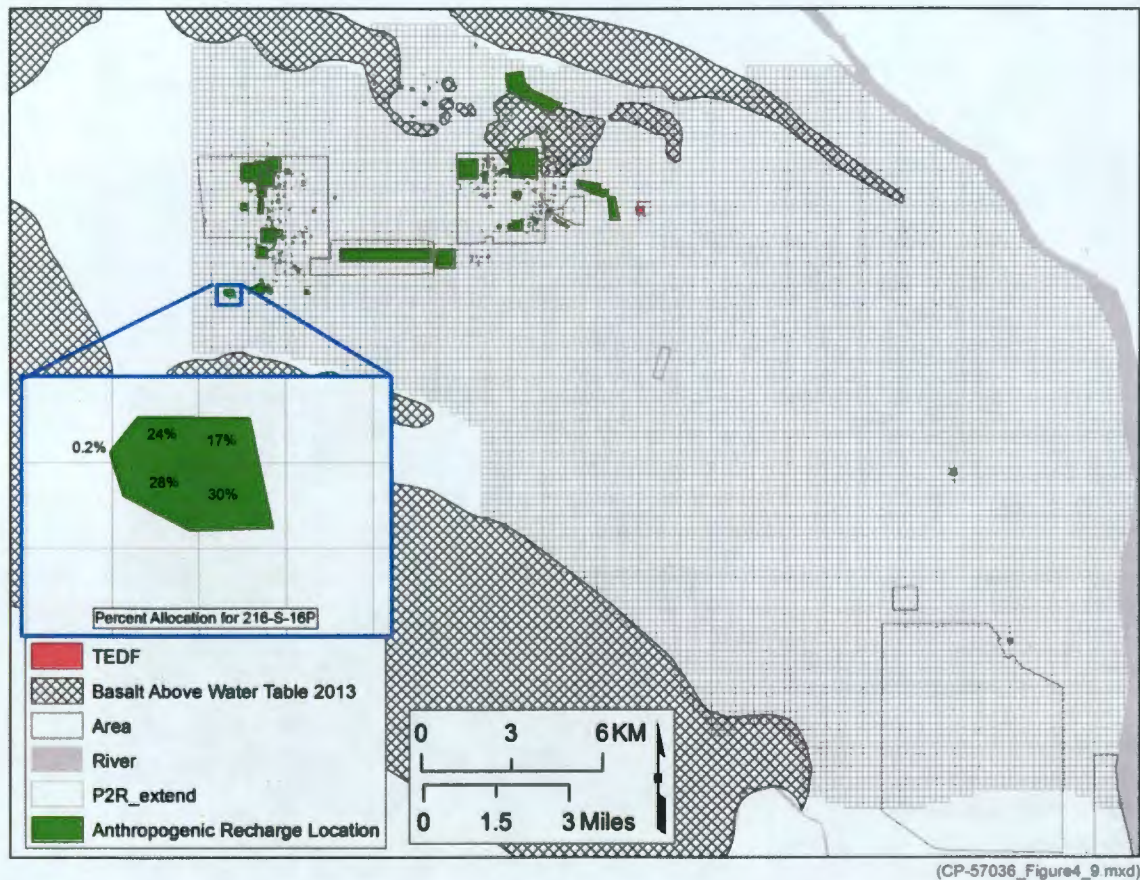 0.2%
24%
17%
28%
30%
Percent Allocation for 216-S-16P
TEDF
Basalt Above Water Table 2013
Area
River
P2R_extend
Anthropogenic Recharge Location
0 3 6 KM
0 1.5 3 Miles
(CP-57036_Figure4_9.mxd)